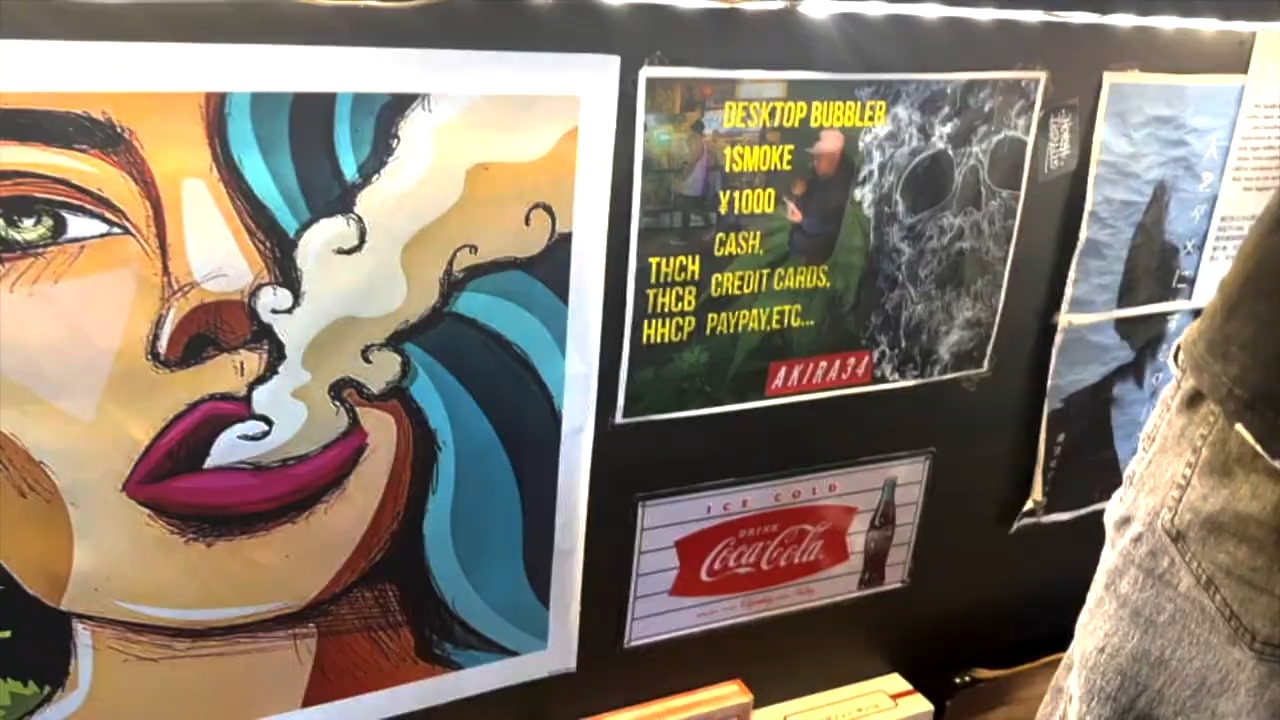 DESKTOP BUBBLER
1SMOKE
¥1000
CASH,
CREDIT CARDS,
PAYPAY,ETC...
THCH
THCB
HHCP
AKIRA34
ICE COLD
DRINK
Coca-Cola